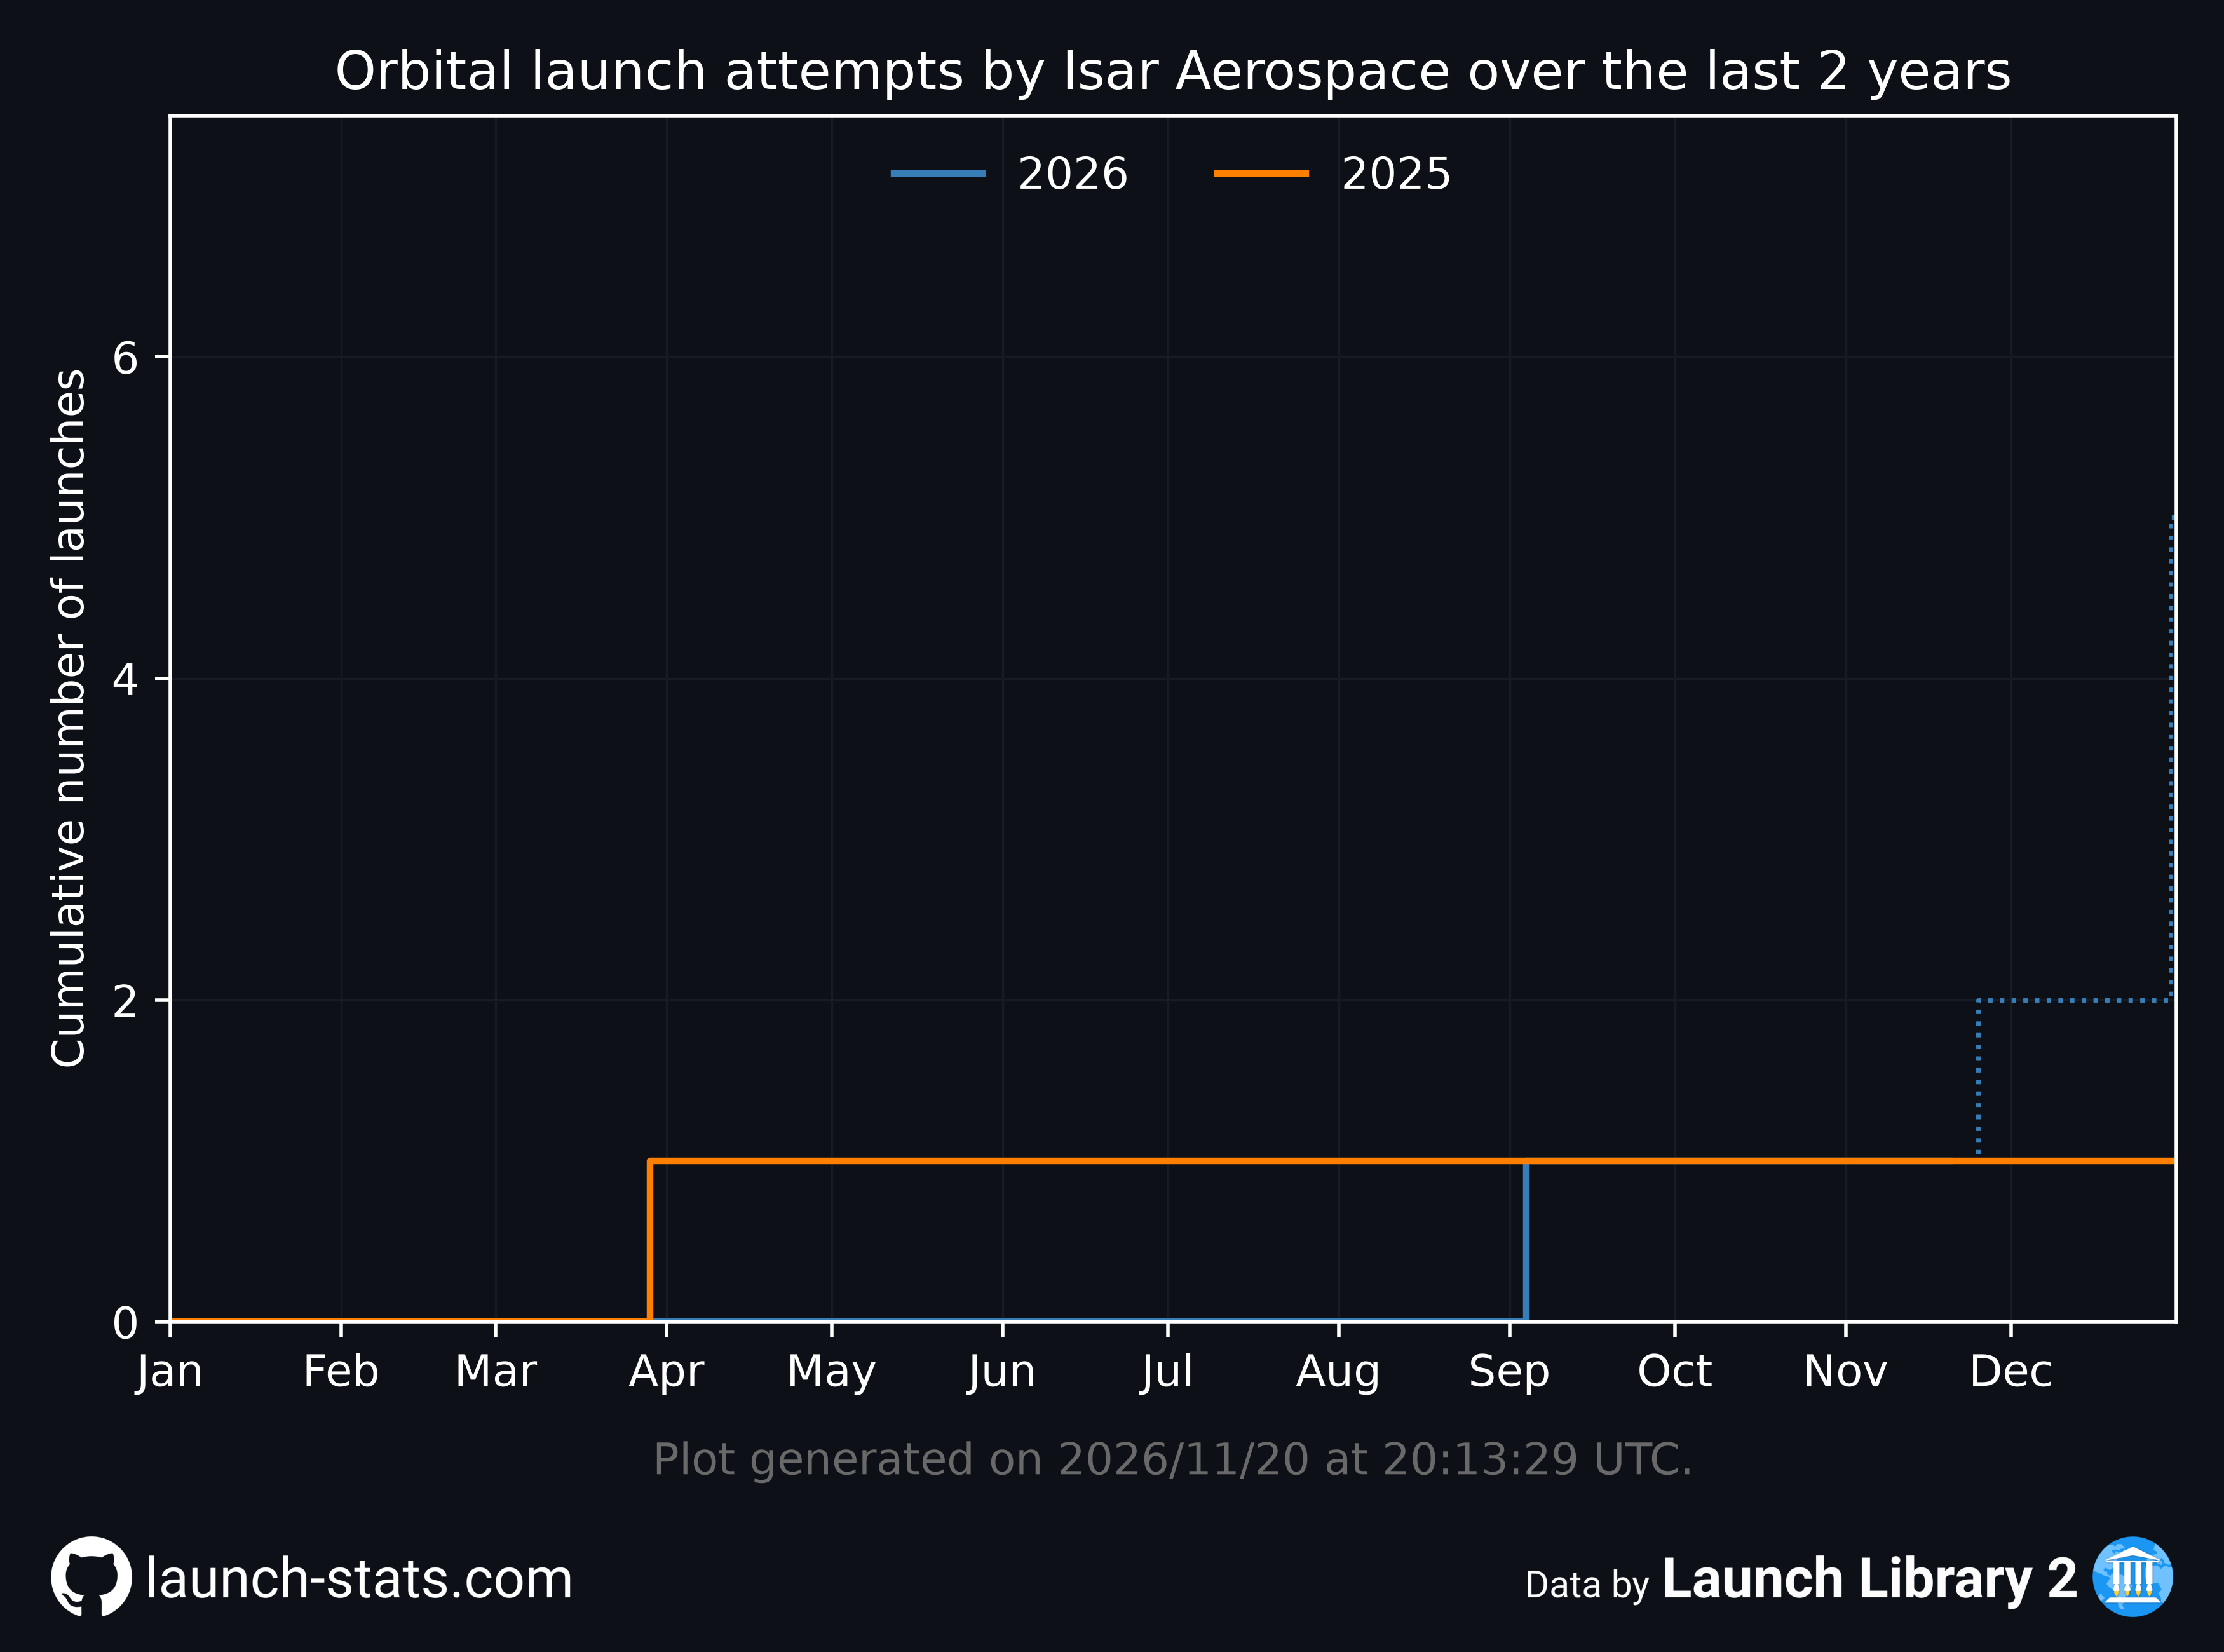 Orbital launch attempts by Isar Aerospace over the last 2 years
2026 2025
Cumulative number of launches
6
4
2
0
Jan Feb Mar Apr May Jun Jul Aug Sep Oct Nov Dec
Plot generated on 2026/11/20 at 20:13:29 UTC.
launch-stats.com
Data by Launch Library 2